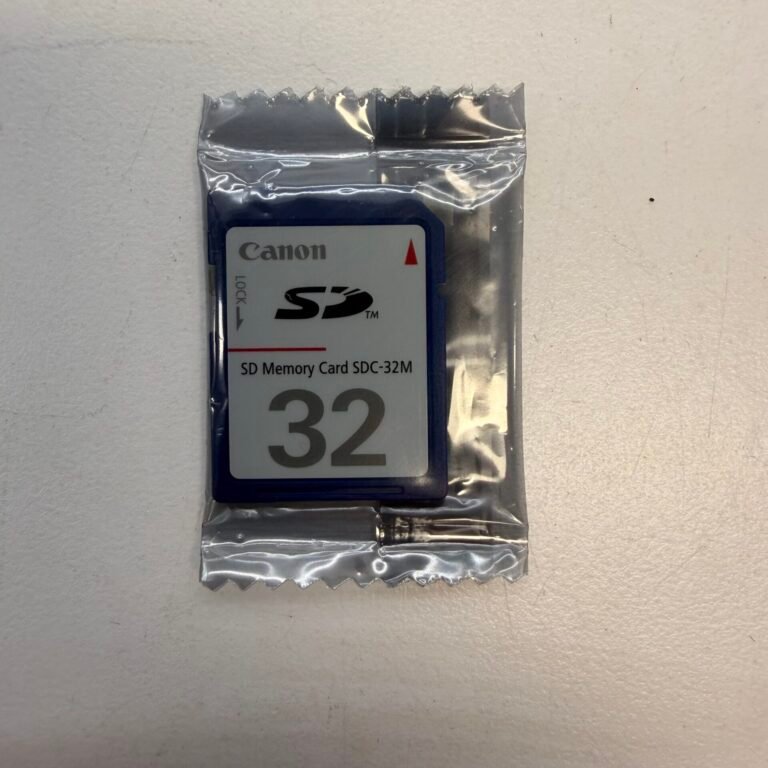 Canon
LOCK
SD
TM
SD Memory Card SDC-32M
32